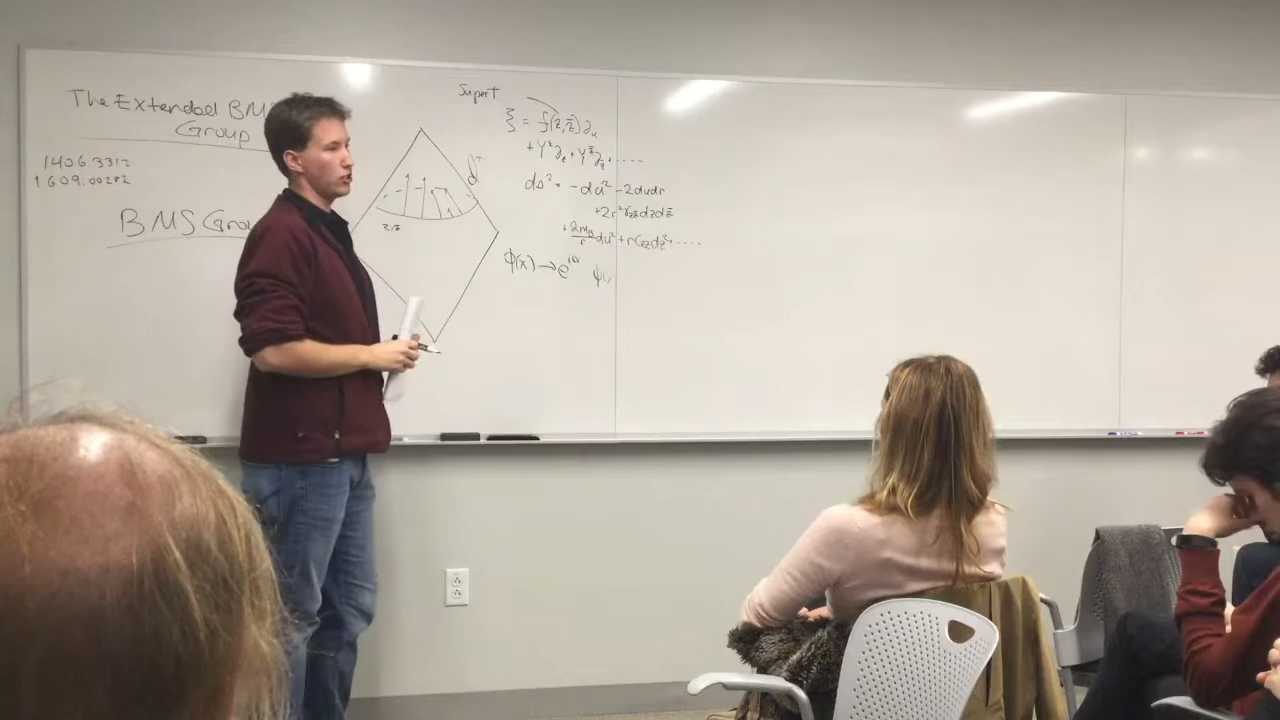 The Extended BM
Group
1406.3312
1609.00282
BMS Grou
Supert
ξ = f(z,z̄)∂u
+ Y^z∂z + Y^z̄∂z̄ + ....
ds² = -du² - 2dudr
+2r²γzz̄dzdz̄
+2mB/r du² + rCzzdz² + ....
ϕ(x) → e^iα ϕ(